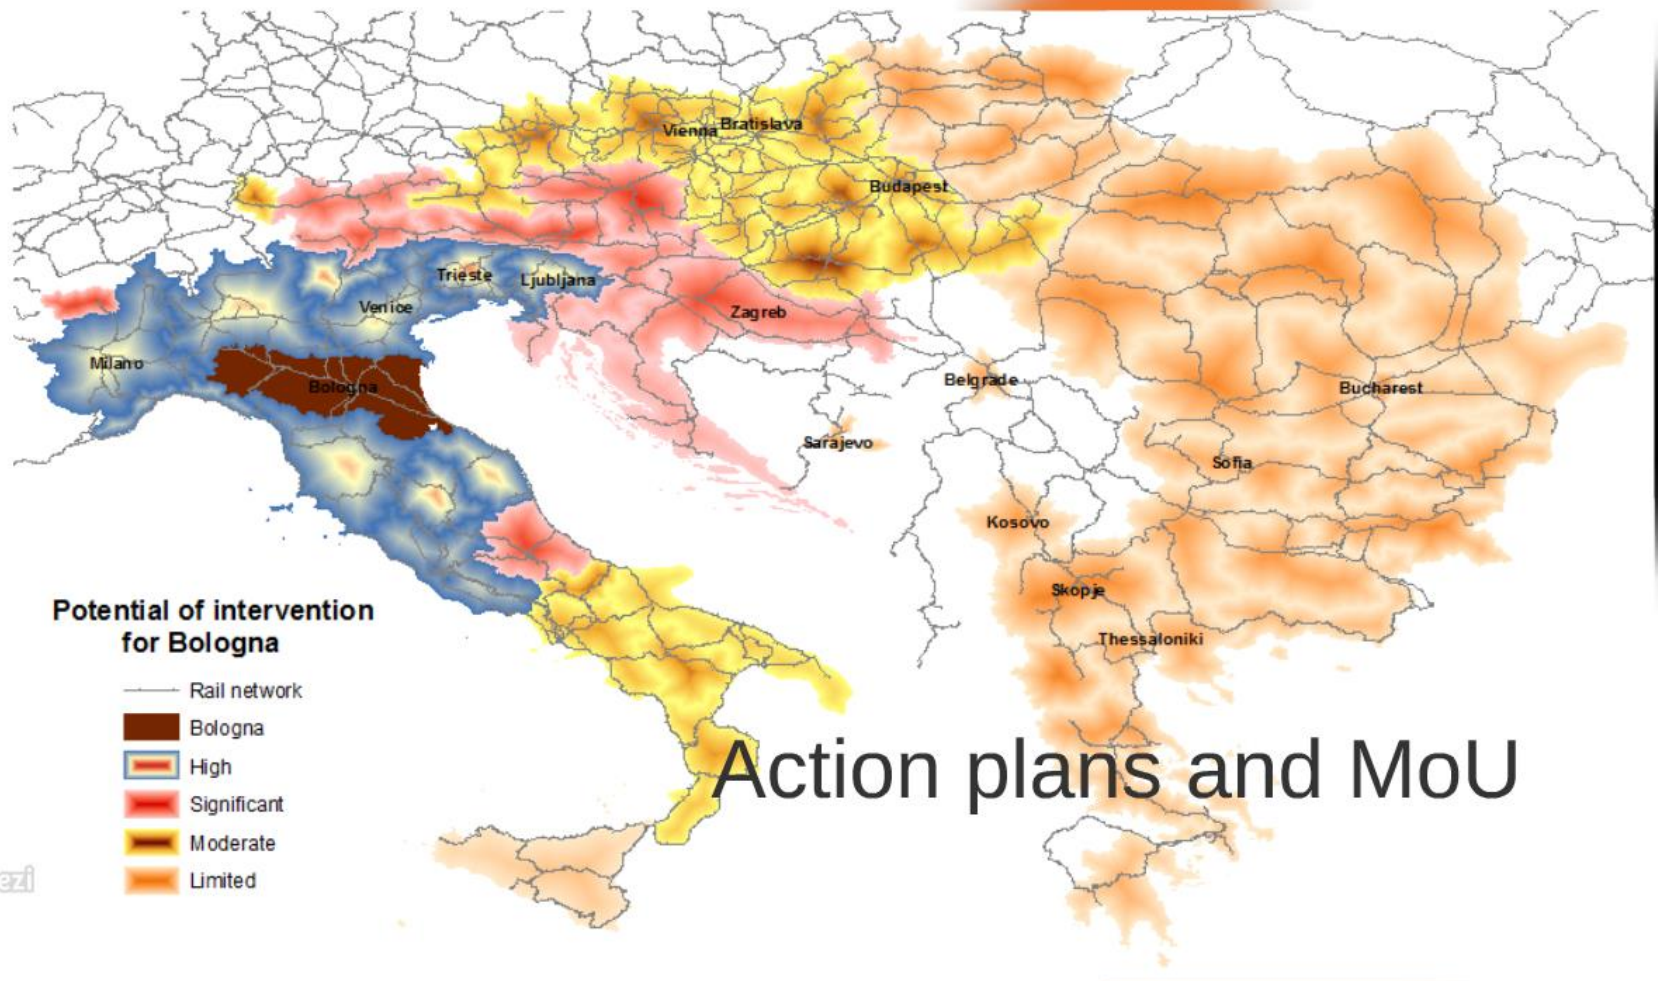 Vienna
Bratislava
Budapest
Trieste
Ljubljana
Venice
Zagreb
Milano
Bologna
Belgrade
Bucharest
Sarajevo
Sofia
Kosovo
Skopje
Thessaloniki
Potential of intervention
for Bologna
Rail network
Bologna
High
Significant
Moderate
Limited
Action plans and MoU
ezi